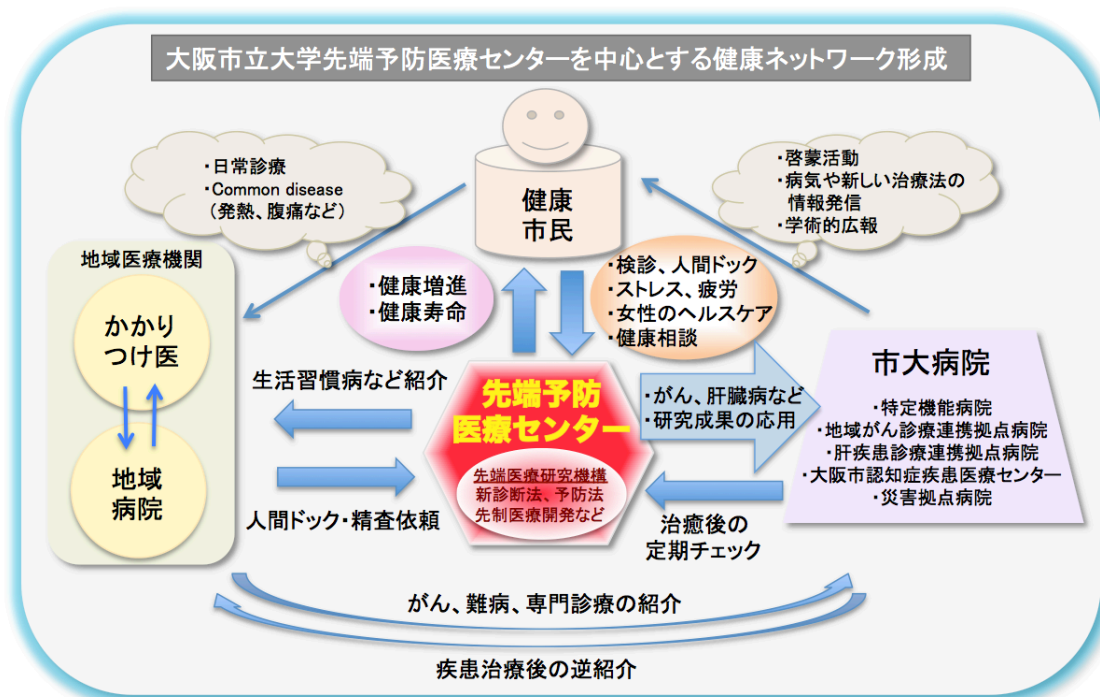 大阪市立大学先端予防医療センターを中心とする健康ネットワーク形成
・日常診療
・Common disease
（発熱、腹痛など）
健康
市民
・啓蒙活動
・病気や新しい治療法の
情報発信
・学術的広報
地域医療機関
かかり
つけ医
地域
病院
・健康増進
・健康寿命
・検診、人間ドック
・ストレス、疲労
・女性のヘルスケア
・健康相談
生活習慣病など紹介
人間ドック・精査依頼
先端予防
医療センター
先端医療研究機構
新診断法、予防法
先制医療開発など
・がん、肝臓病など
・研究成果の応用
治癒後の
定期チェック
市大病院
・特定機能病院
・地域がん診療連携拠点病院
・肝疾患診療連携拠点病院
・大阪市認知症疾患医療センター
・災害拠点病院
がん、難病、専門診療の紹介
疾患治療後の逆紹介